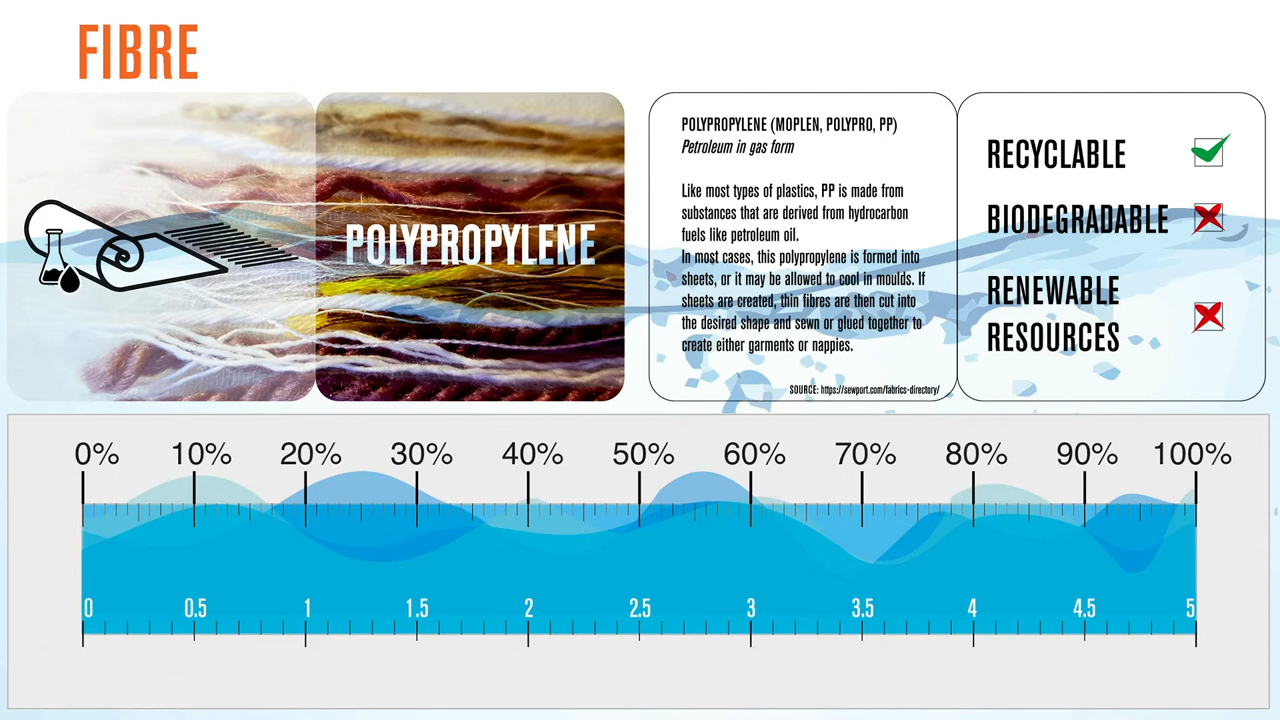 FIBRE
POLYPROPYLENE
POLYPROPYLENE (MOPLEN, POLYPRO, PP)
Petroleum in gas form
Like most types of plastics, PP is made from
substances that are derived from hydrocarbon
fuels like petroleum oil.
In most cases, this polypropylene is formed into
sheets, or it may be allowed to cool in moulds. If
sheets are created, thin fibres are then cut into
the desired shape and sewn or glued together to
create either garments or nappies.
SOURCE: https://sewport.com/fabrics-directory/
RECYCLABLE
BIODEGRADABLE
RENEWABLE
RESOURCES
0% 10% 20% 30% 40% 50% 60% 70% 80% 90% 100%
0 0.5 1 1.5 2 2.5 3 3.5 4 4.5 5